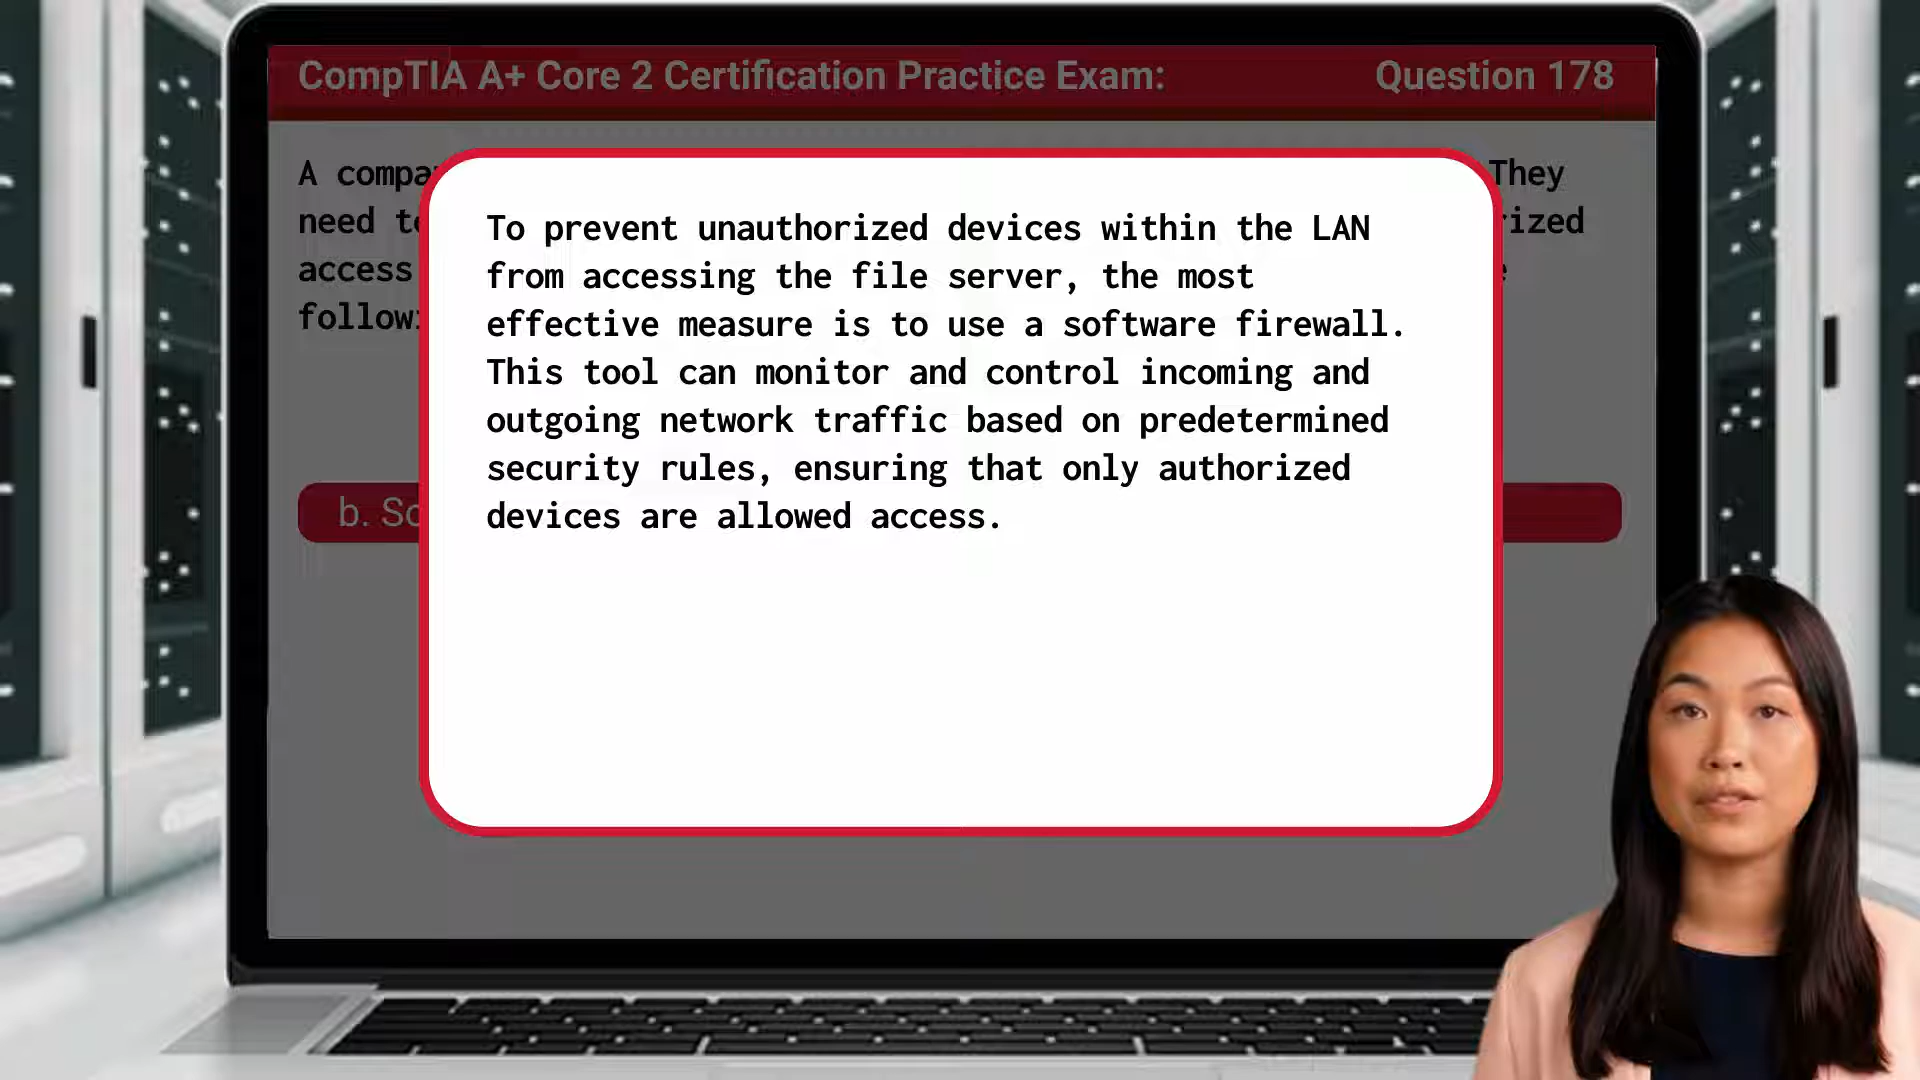 CompTIA A+ Core 2 Certification Practice Exam: Question 178
A They
need rized
access
To prevent unauthorized devices within the LAN
from accessing the file server, the most
effective measure is to use a software firewall.
This tool can monitor and control incoming and
outgoing network traffic based on predetermined
security rules, ensuring that only authorized
devices are allowed access.
b.